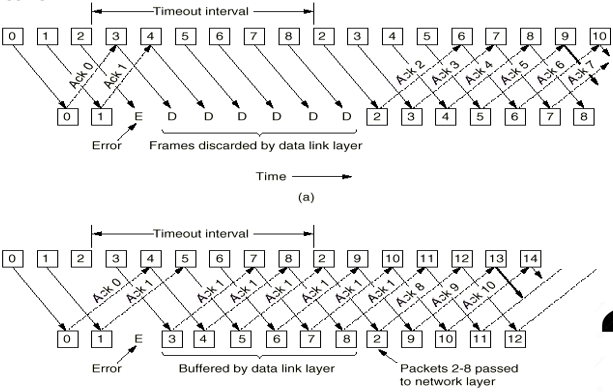 Timeout interval
0 1 2 3 4 5 6 7 8 2 3 4 5 6 7 8 9 10
Ack 0 Ack 1 Ack 2 Ack 3 Ack 4 Ack 5 Ack 6 Ack 7
0 1 E D D D D D D 2 3 4 5 6 7 8
Error Frames discarded by data link layer
Time
(a)
Timeout interval
0 1 2 3 4 5 6 7 8 2 9 10 11 12 13 14
Ack 0 Ack 1 Ack 1 Ack 1 Ack 1 Ack 1 Ack 1 Ack 1 Ack 8 Ack 9 Ack 10
0 1 E 3 4 5 6 7 8 2 9 10 11 12
Error Buffered by data link layer Packets 2-8 passed
to network layer